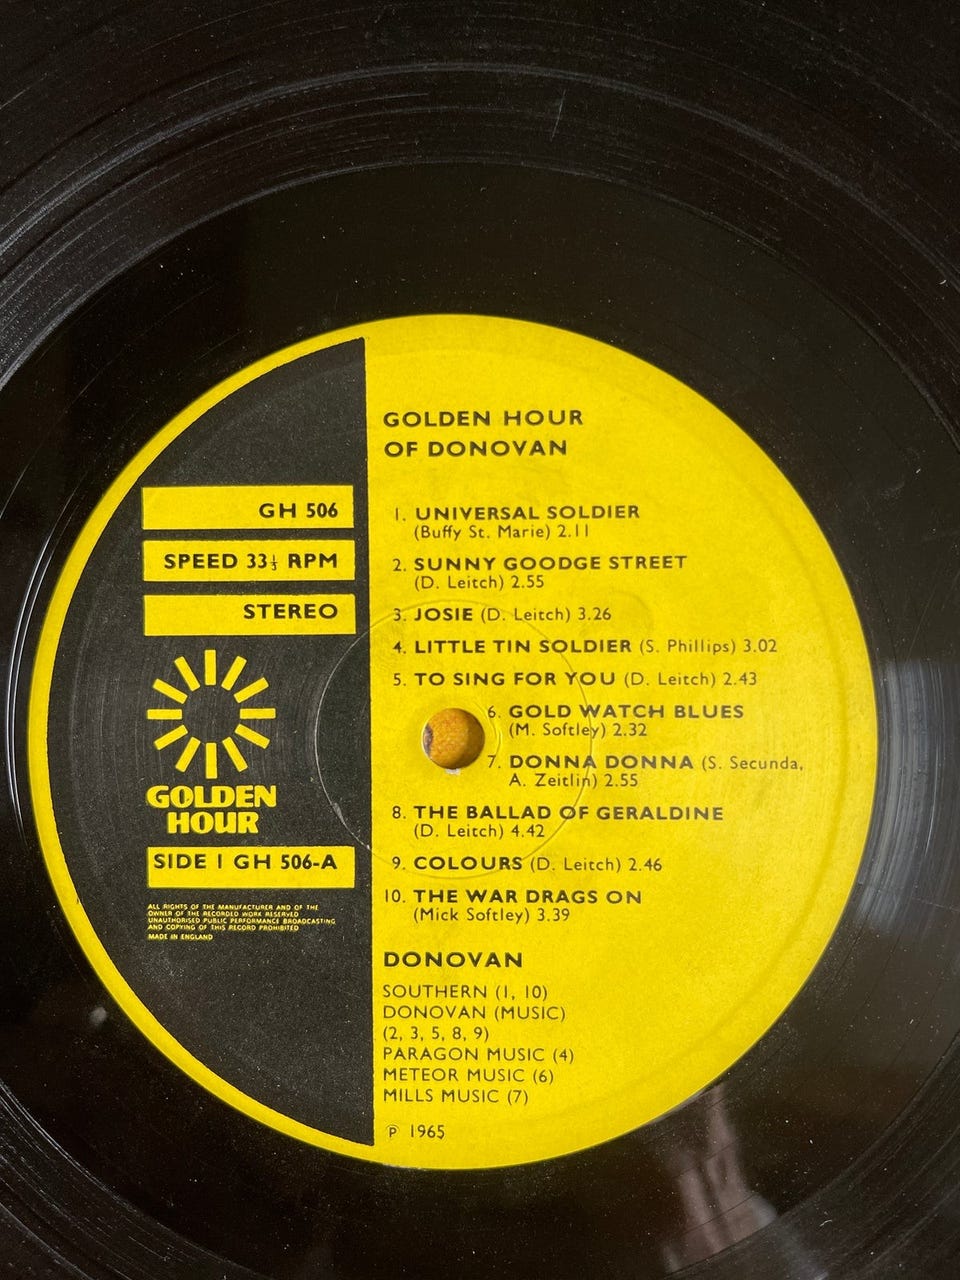 GOLDEN HOUR
OF DONOVAN
GH 506
SPEED 33⅓ RPM
STEREO
GOLDEN
HOUR
SIDE 1 GH 506-A
ALL RIGHTS OF THE MANUFACTURER AND OF THE
OWNER OF THE RECORDED WORK RESERVED
UNAUTHORISED PUBLIC PERFORMANCE BROADCASTING
AND COPYING OF THIS RECORD PROHIBITED
MADE IN ENGLAND
1. UNIVERSAL SOLDIER
(Buffy St. Marie) 2.11
2. SUNNY GOODGE STREET
(D. Leitch) 2.55
3. JOSIE (D. Leitch) 3.26
4. LITTLE TIN SOLDIER (S. Phillips) 3.02
5. TO SING FOR YOU (D. Leitch) 2.43
6. GOLD WATCH BLUES
(M. Softley) 2.32
7. DONNA DONNA (S. Secunda,
A. Zeitlin) 2.55
8. THE BALLAD OF GERALDINE
(D. Leitch) 4.42
9. COLOURS (D. Leitch) 2.46
10. THE WAR DRAGS ON
(Mick Softley) 3.39
DONOVAN
SOUTHERN (1, 10)
DONOVAN (MUSIC)
(2, 3, 5, 8, 9)
PARAGON MUSIC (4)
METEOR MUSIC (6)
MILLS MUSIC (7)
℗ 1965